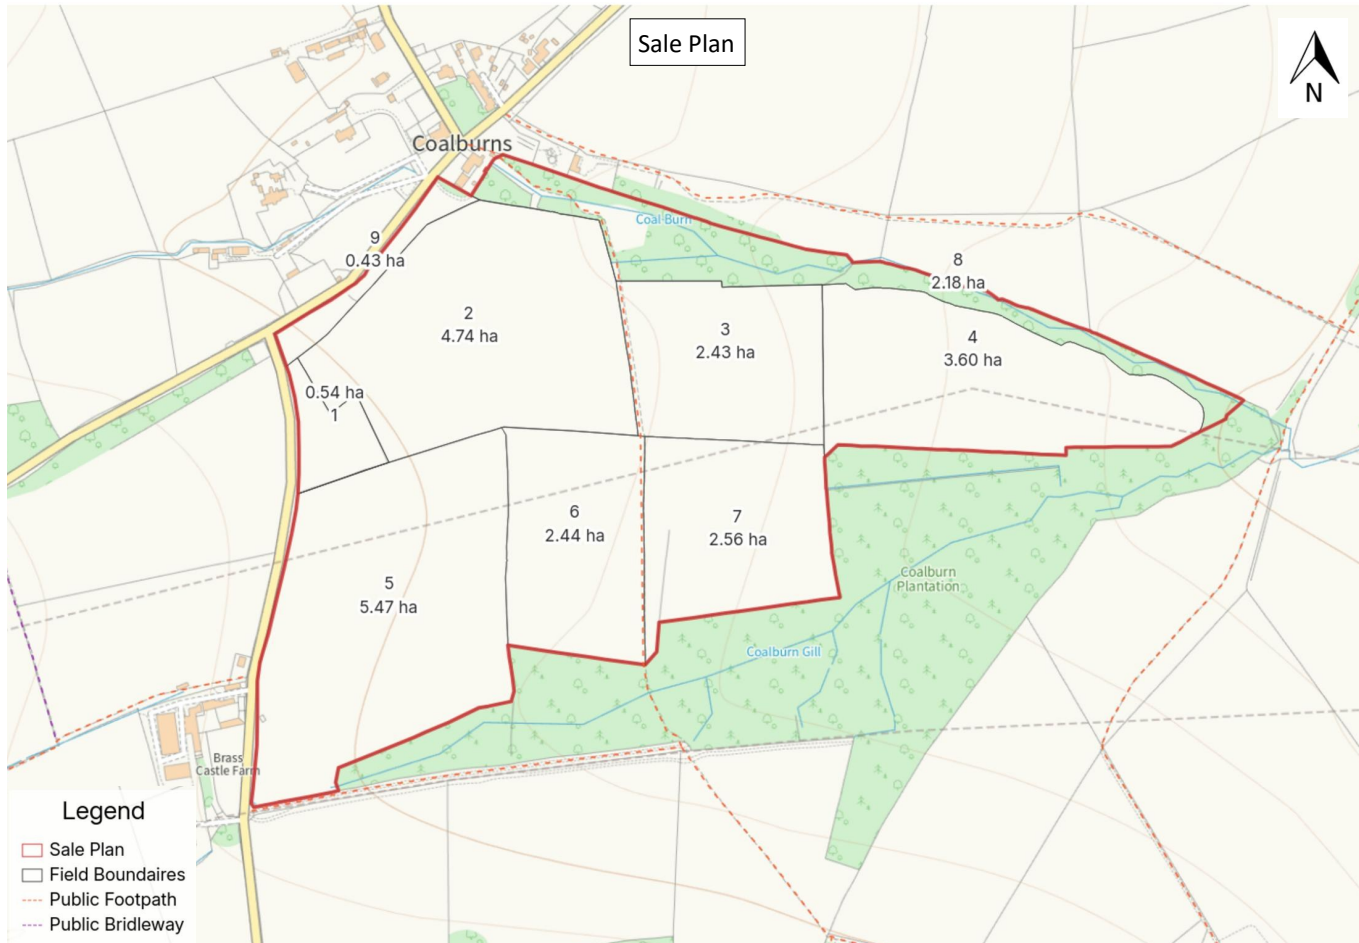 Sale Plan
N
Coalburns
9
0.43 ha
Coal Burn
8
2.18 ha
2
4.74 ha
3
2.43 ha
4
3.60 ha
0.54 ha
1
6
2.44 ha
7
2.56 ha
5
5.47 ha
Coalburn
Plantation
Coalburn Gill
Brass
Castle Farm
Legend
Sale Plan
Field Boundaires
Public Footpath
Public Bridleway